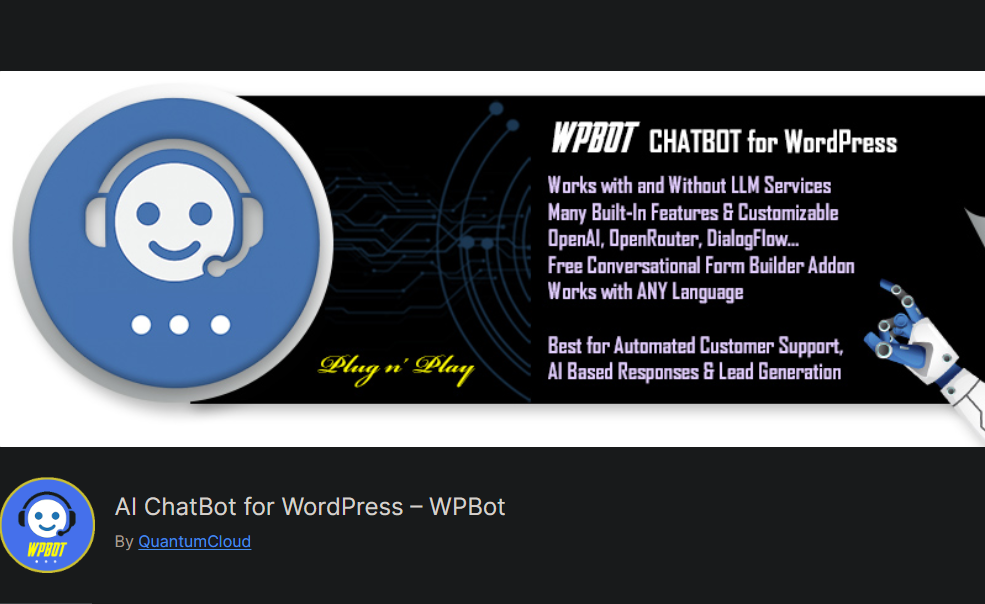 WPBOT CHATBOT for WordPress
Works with and Without LLM Services
Many Built-In Features & Customizable
OpenAI, OpenRouter, DialogFlow...
Free Conversational Form Builder Addon
Works with ANY Language
Plug n' Play
Best for Automated Customer Support,
AI Based Responses & Lead Generation
WPBOT
AI ChatBot for WordPress – WPBot
By QuantumCloud